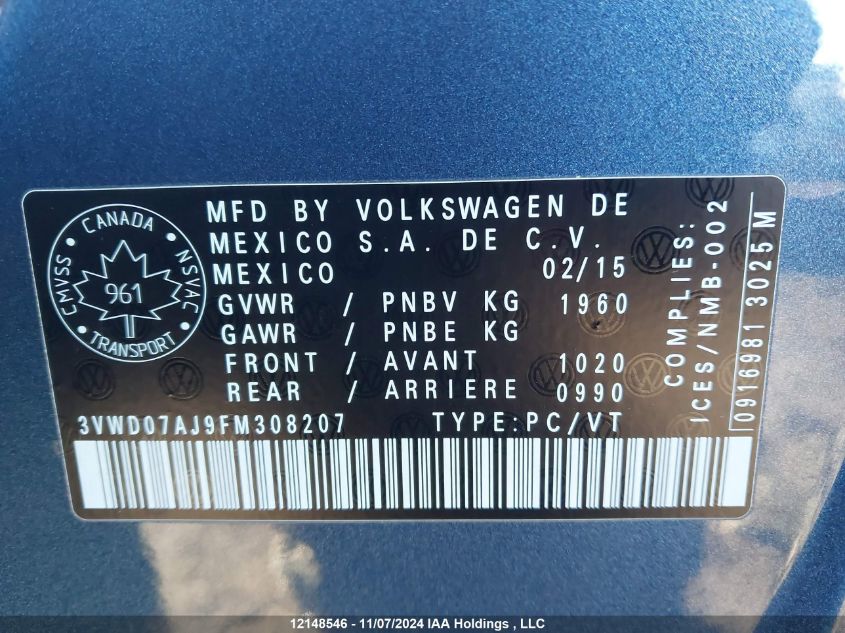 CANADA
CMVSS
NSVAC
961
TRANSPORT
MFD BY VOLKSWAGEN DE
MEXICO S.A. DE C.V.
MEXICO 02/15
GVWR / PNBV KG 1960
GAWR / PNBE KG
FRONT / AVANT 1020
REAR / ARRIERE 0990
3VWD07AJ9FM308207 TYPE:PC/VT
COMPLIES:
ICES/NMB-002
0916981 3025 M
12148546 - 11/07/2024 IAA Holdings , LLC